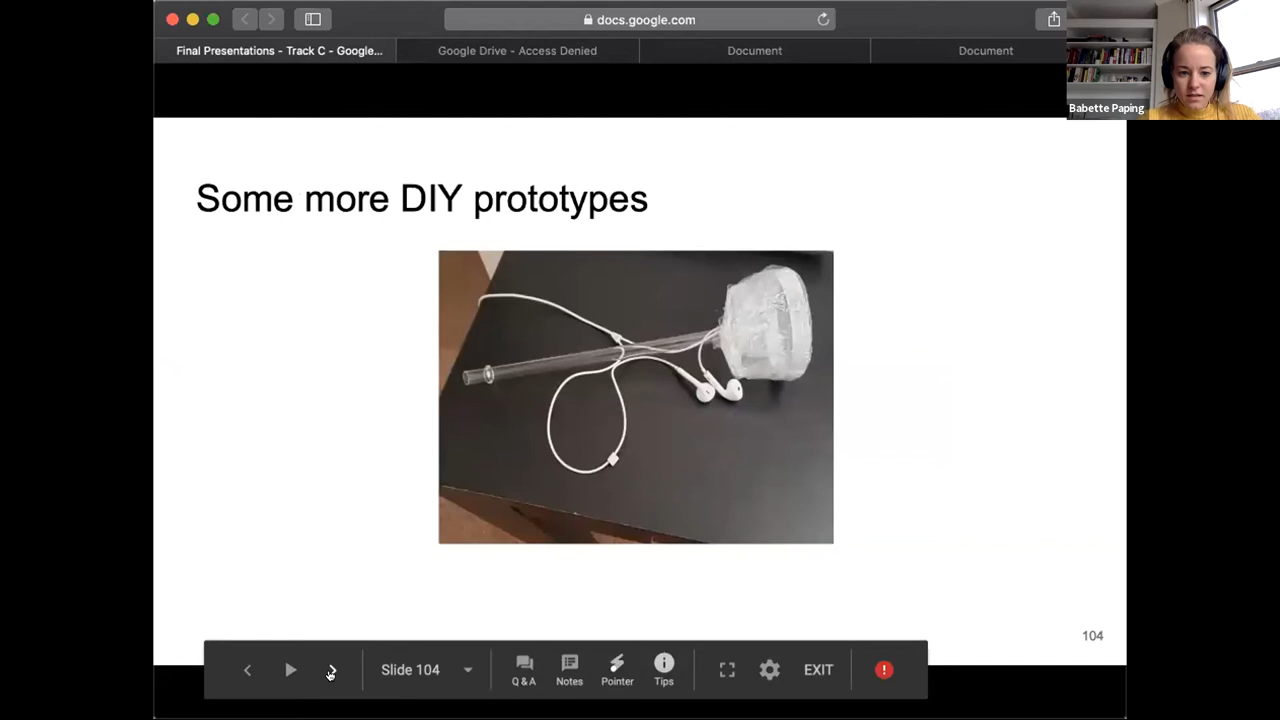 docs.google.com
Final Presentations - Track C - Google...
Google Drive - Access Denied
Document
Document
Babette Paping
Some more DIY prototypes
104
Slide 104
Q & A
Notes
Pointer
Tips
EXIT